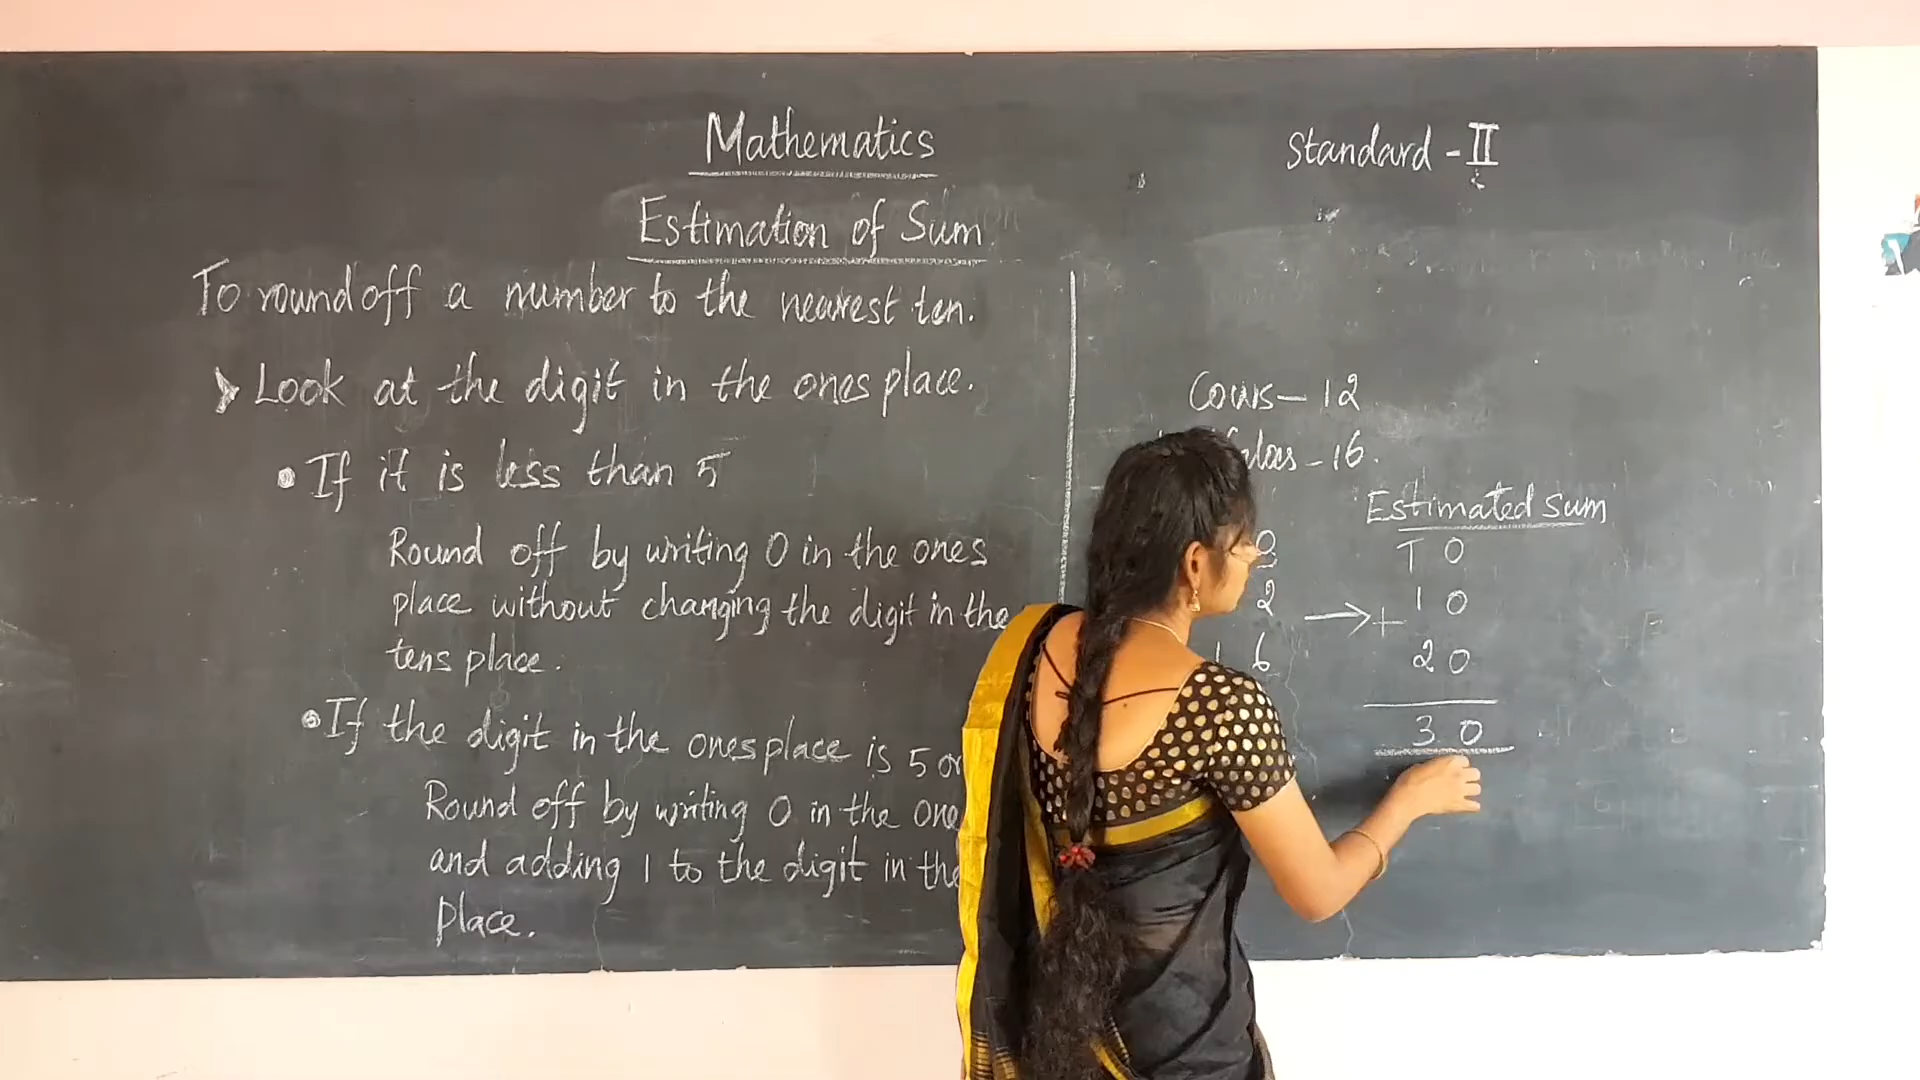 Mathematics
Standard - II
Estimation of Sum
To round off a number to the nearest ten.
Look at the digit in the ones place.
If it is less than 5
Round off by writing 0 in the ones
place without changing the digit in the
tens place.
If the digit in the ones place is 5 or
Round off by writing 0 in the one
and adding 1 to the digit in the
place.
Cows - 12
- 16.
Estimated Sum
O T O
2 → + 1 0
1 6 2 0
3 0